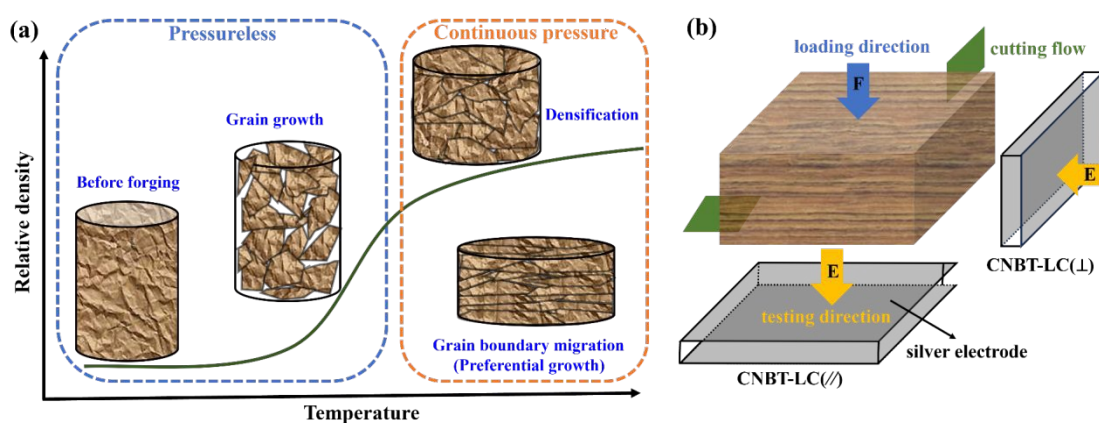 (a)
Pressureless
Continuous pressure
Grain growth
Densification
Before forging
Grain boundary migration
(Preferential growth)
Relative density
Temperature
(b)
loading direction
cutting flow
F
E
CNBT-LC(⊥)
E
testing direction
silver electrode
CNBT-LC(//)